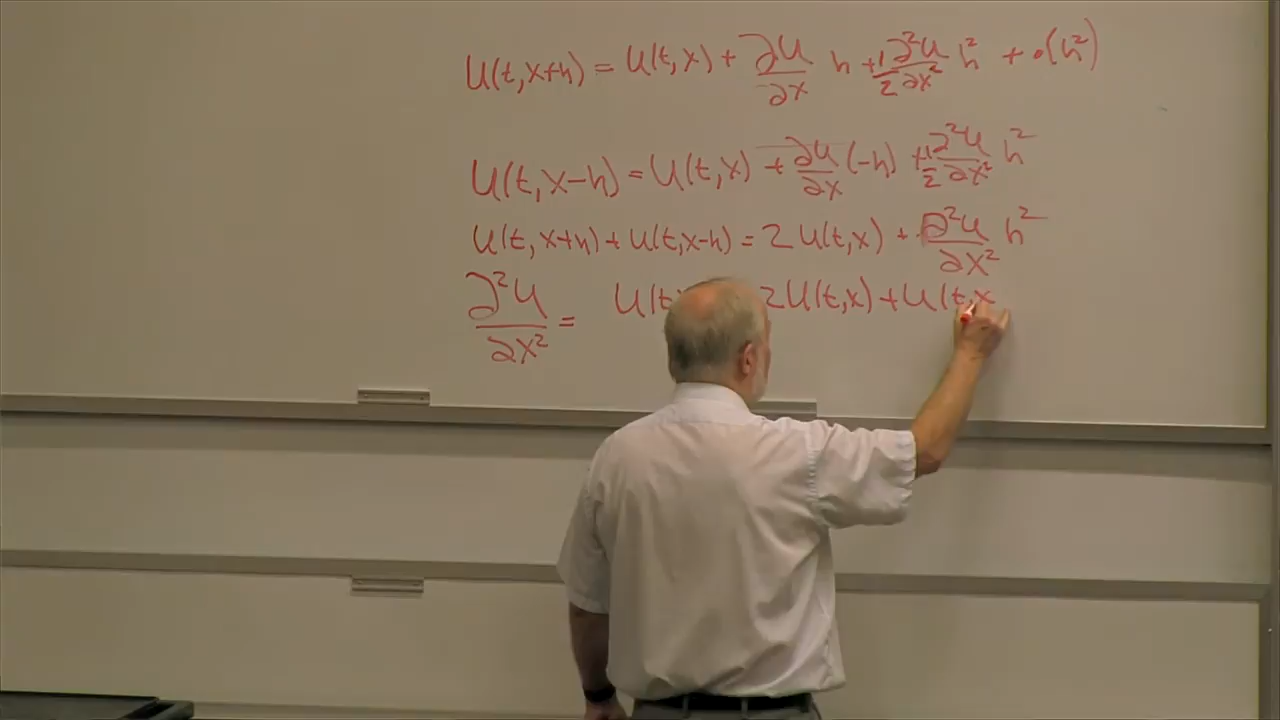 U(t,x+h) = U(t,x) + ∂U/∂x h + 1/2 ∂²U/∂x² h² + o(h²)
U(t,x-h) = U(t,x) + ∂U/∂x (-h) + 1/2 ∂²U/∂x² h²
U(t,x+h) + U(t,x-h) = 2U(t,x) + ∂²U/∂x² h²
∂²U/∂x² = U(t 2U(t,x) + U(t,x